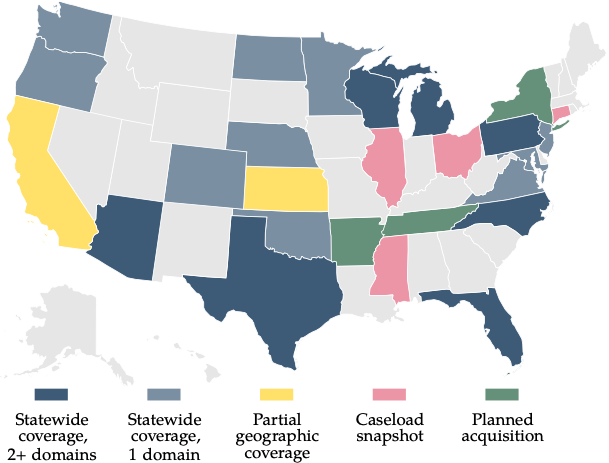 Statewide
coverage,
2+ domains
Statewide
coverage,
1 domain
Partial
geographic
coverage
Caseload
snapshot
Planned
acquisition